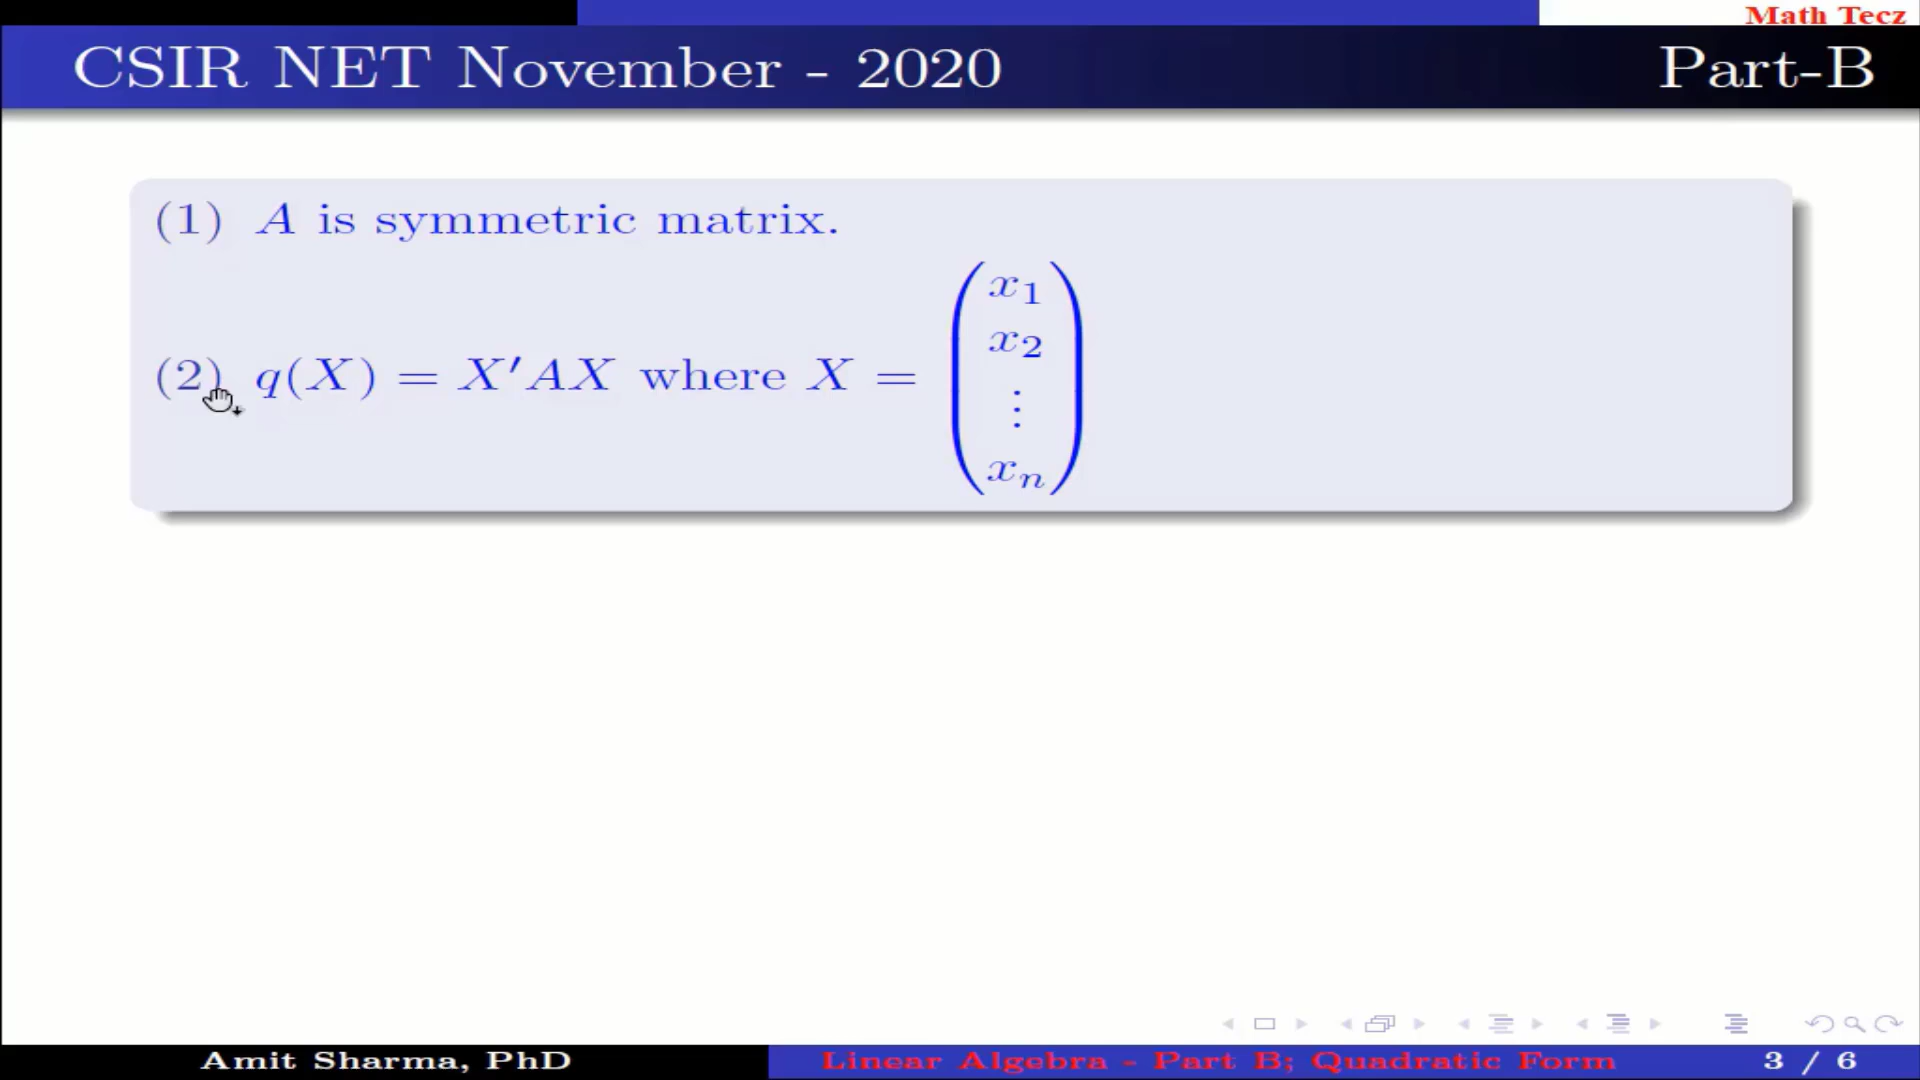 Math Tecz
CSIR NET November - 2020 Part-B
(1) A is symmetric matrix.
(2) q(X) = X′AX where X = (x₁ x₂ ⋮ xₙ)
Amit Sharma, PhD Linear Algebra - Part B; Quadratic Form 3 / 6